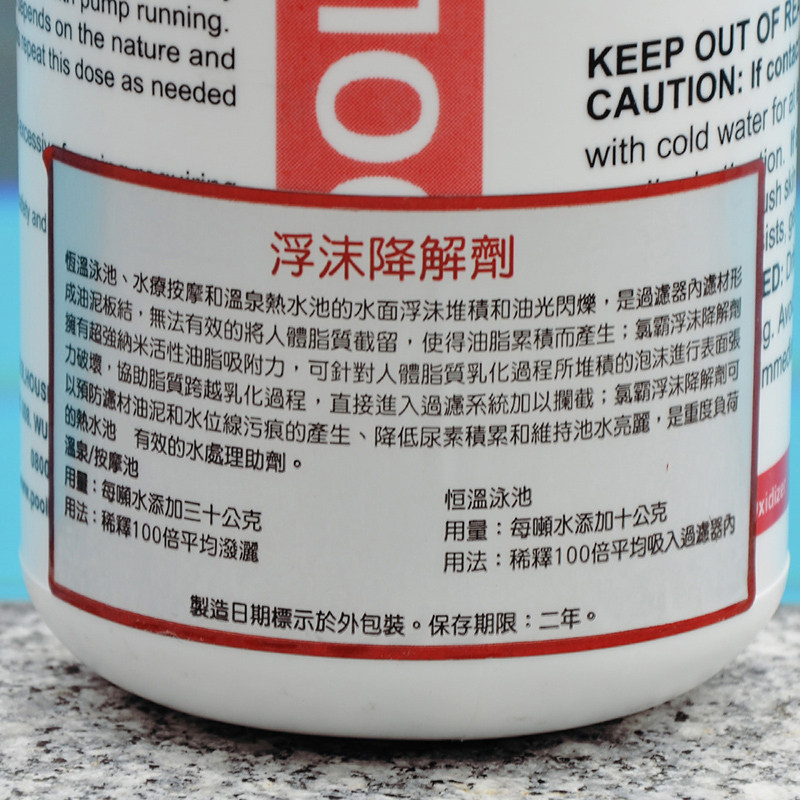 pump running.
depends on the nature and
repeat this dose as needed
KEEP OUT OF
CAUTION: If
with cold water for
浮沫降解劑
恆溫泳池、水療按摩和溫泉熱水池的水面浮沫堆積和油光閃爍,是過濾器內濾材形
成油泥板結,無法有效的將人體脂質截留,使得油脂累積而產生;氯霸浮沫降解劑
擁有超強納米活性油脂吸附力,可針對人體脂質乳化過程所堆積的泡沫進行表面張
力破壞,協助脂質跨越乳化過程,直接進入過濾系統加以攔截;氯霸浮沫降解劑可
以預防濾材油泥和水位線污痕的產生、降低尿素積累和維持池水亮麗,是重度負荷
的熱水池 有效的水處理助劑。
溫泉/按摩池
用量:每噸水添加三十公克
用法:稀釋100倍平均潑灑
恒溫泳池
用量:每噸水添加十公克
用法:稀釋100倍平均吸入過濾器內
製造日期標示於外包裝。保存期限:二年。